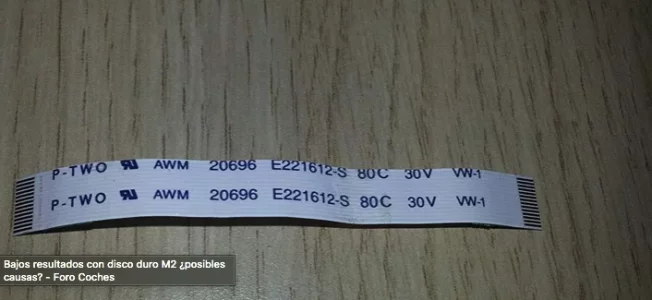 P-TWO AWM 20696 E221612-S 80C 30V VW-1
P-TWO AWM 20696 E221612-S 80C 30V VW-1
Bajos resultados con disco duro M2 ¿posibles
causas? - Foro Coches